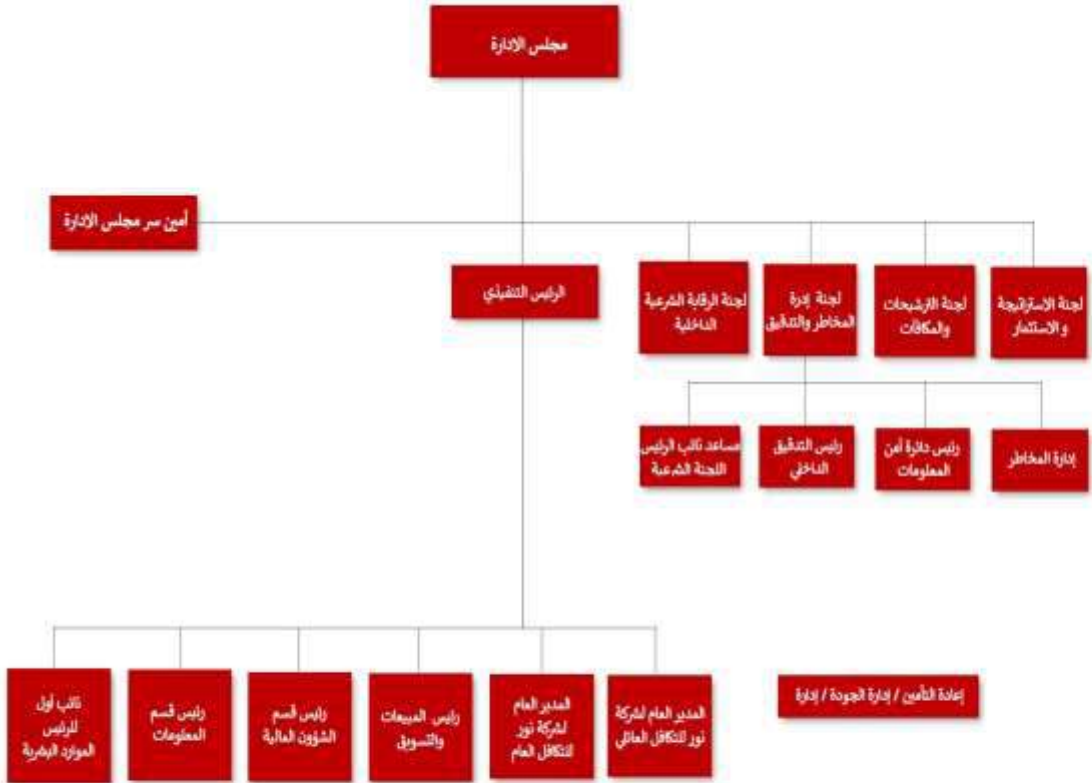 مجلس الادارة
أمين سر مجلس الادارة
الرئيس التنفيذي
لجنة الرقابة الشرعية
الداخلية
لجنة إدرة
المخاطر والتدقيق
لجنة الترشيحات
والمكافآت
لجنة الاستراتيجة
و الاستثمار
مساعد نائب الرئيس
اللجنة الشرعية
رئيس التدقيق
الداخلي
رئيس دائرة أمن
المعلومات
إدارة المخاطر
نائب أول
للرئيس
الموارد البشرية
رئيس قسم
المعلومات
رئيس قسم
الشؤون المالية
رئيس المبيعات
والتسويق
المدير العام
لشركة نور
للتكافل العام
المدير العام لشركة
نور للتكافل العائلي
إعادة التأمين / إدارة الجودة / إدارة